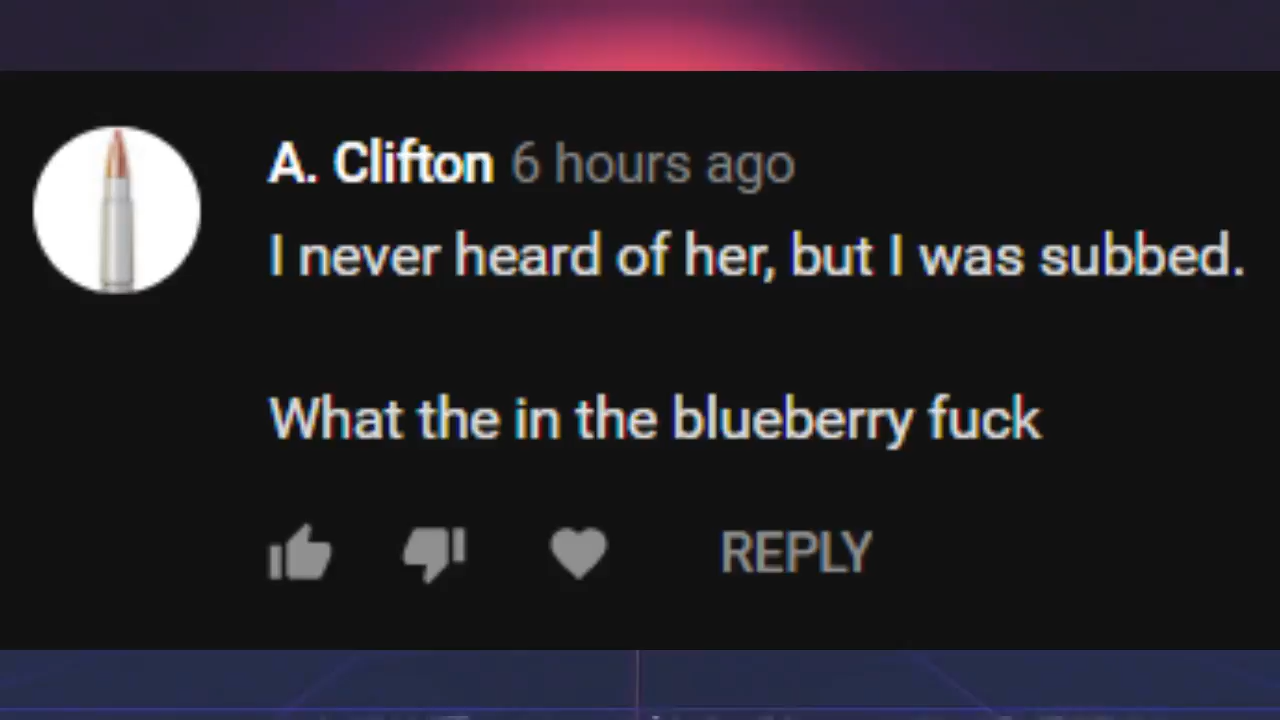 A. Clifton 6 hours ago
I never heard of her, but I was subbed.
What the in the blueberry fuck
REPLY